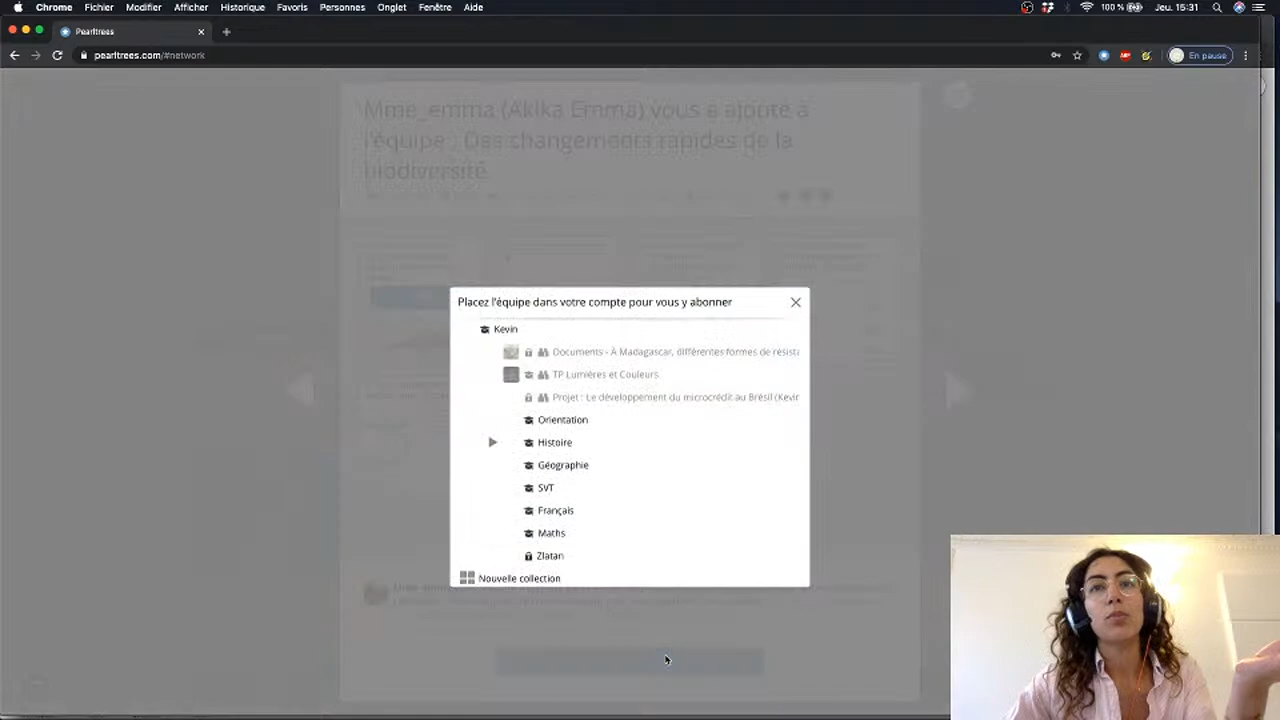 Chrome Fichier Modifier Afficher Historique Favoris Personnes Onglet Fenêtre Aide 100 % Jeu. 15:31
Pearltrees
pearltrees.com/#network En pause
Mme_emma (Akika Emma) vous a ajouté à
l'équipe : Des changements rapides de la
biodiversité
Placez l'équipe dans votre compte pour vous y abonner
Kevin
Documents - À Madagascar, différentes formes de résista
TP Lumières et Couleurs
Projet : Le développement du microcrédit au Brésil (Kevin
Orientation
Histoire
Géographie
SVT
Français
Maths
Zlatan
Nouvelle collection